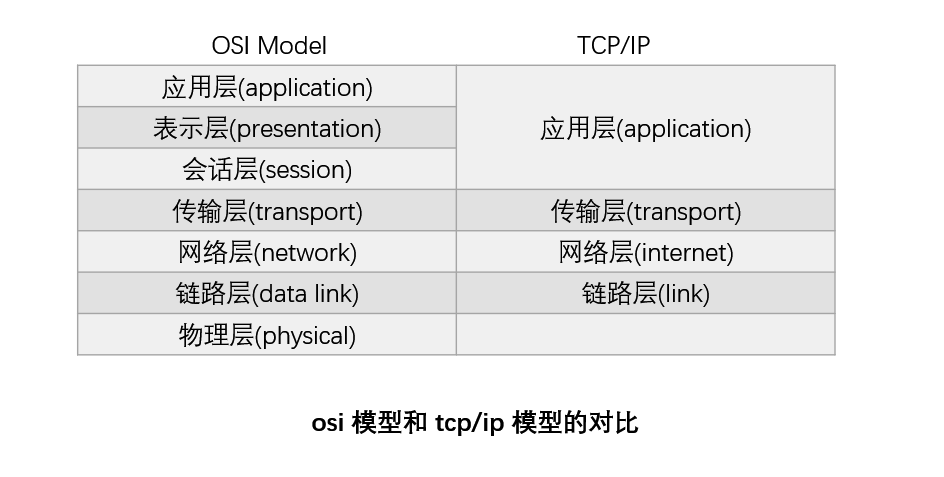 OSI Model TCP/IP
应用层(application)
表示层(presentation) 应用层(application)
会话层(session)
传输层(transport) 传输层(transport)
网络层(network) 网络层(internet)
链路层(data link) 链路层(link)
物理层(physical)
osi 模型和 tcp/ip 模型的对比